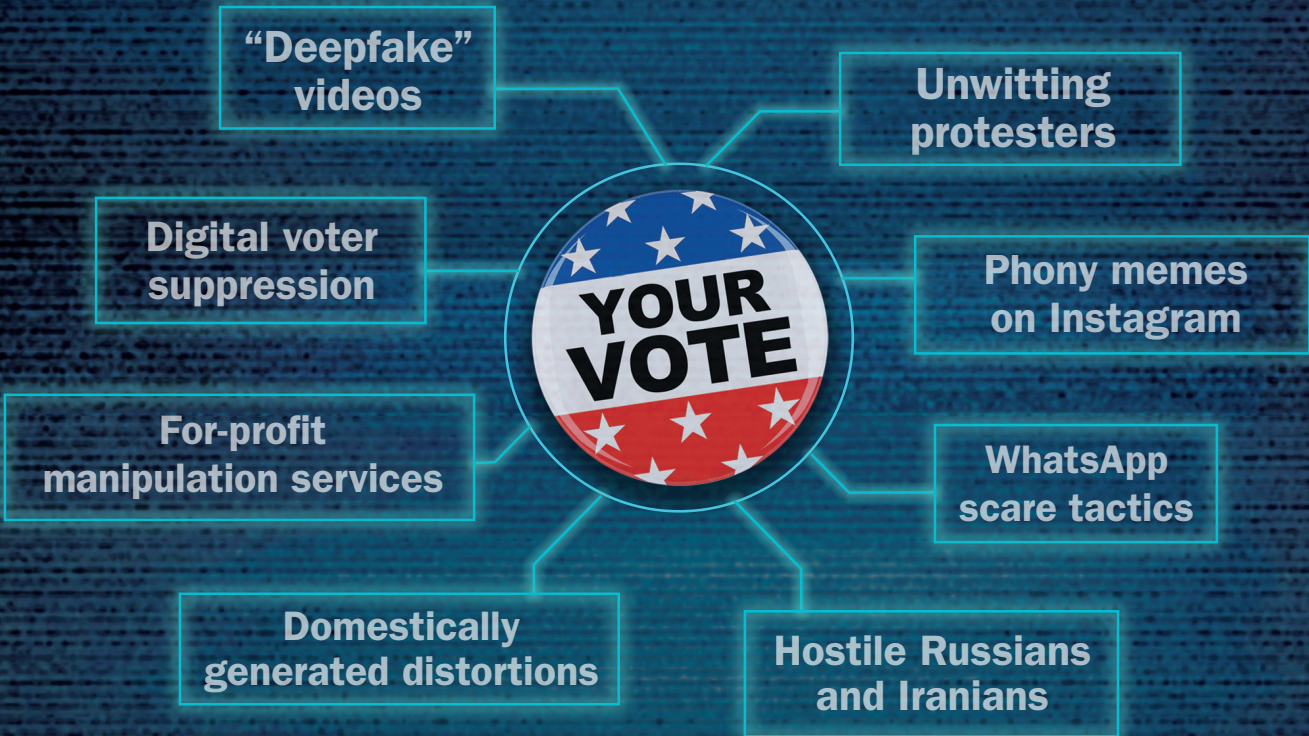 “Deepfake”
videos
Unwitting
protesters
Digital voter
suppression
YOUR
VOTE
Phony memes
on Instagram
For-profit
manipulation services
WhatsApp
scare tactics
Domestically
generated distortions
Hostile Russians
and Iranians